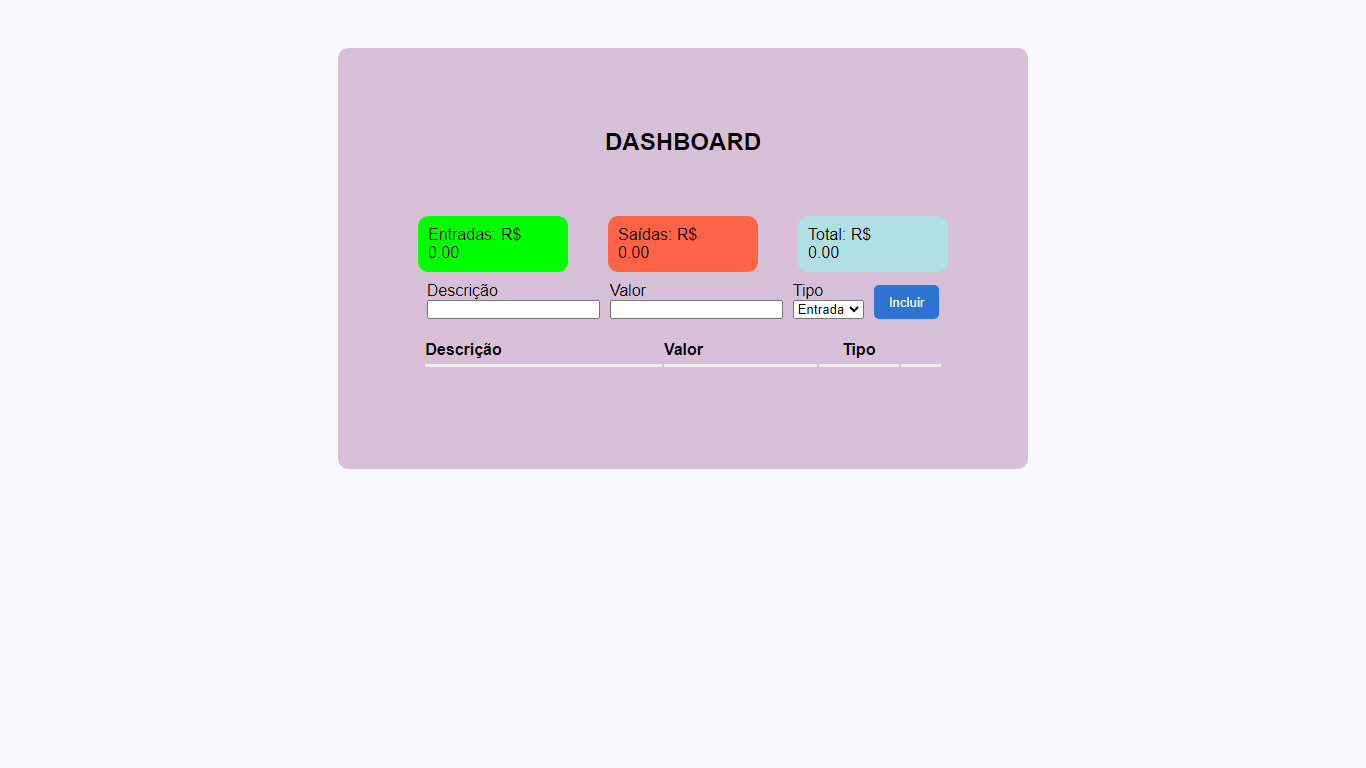 DASHBOARD
Entradas: R$
0.00
Saídas: R$
0.00
Total: R$
0.00
Descrição Valor Tipo
Entrada Incluir
Descrição Valor Tipo